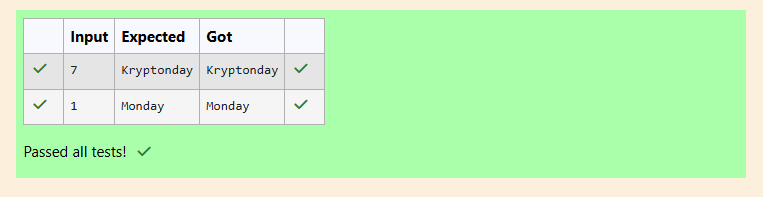 Input Expected Got
7 Kryptonday Kryptonday
1 Monday Monday
Passed all tests!